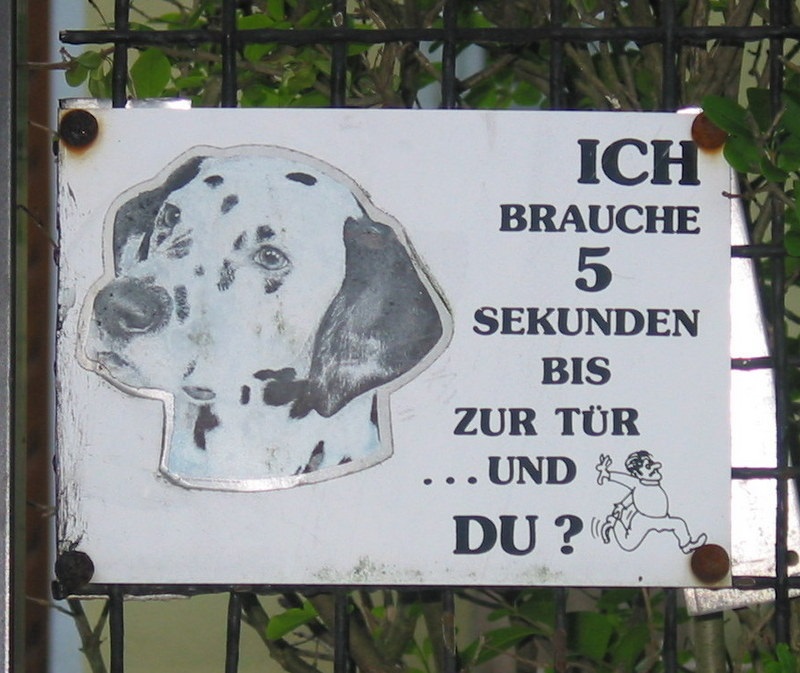 ICH
BRAUCHE
5
SEKUNDEN
BIS
ZUR TÜR
...UND
DU ?